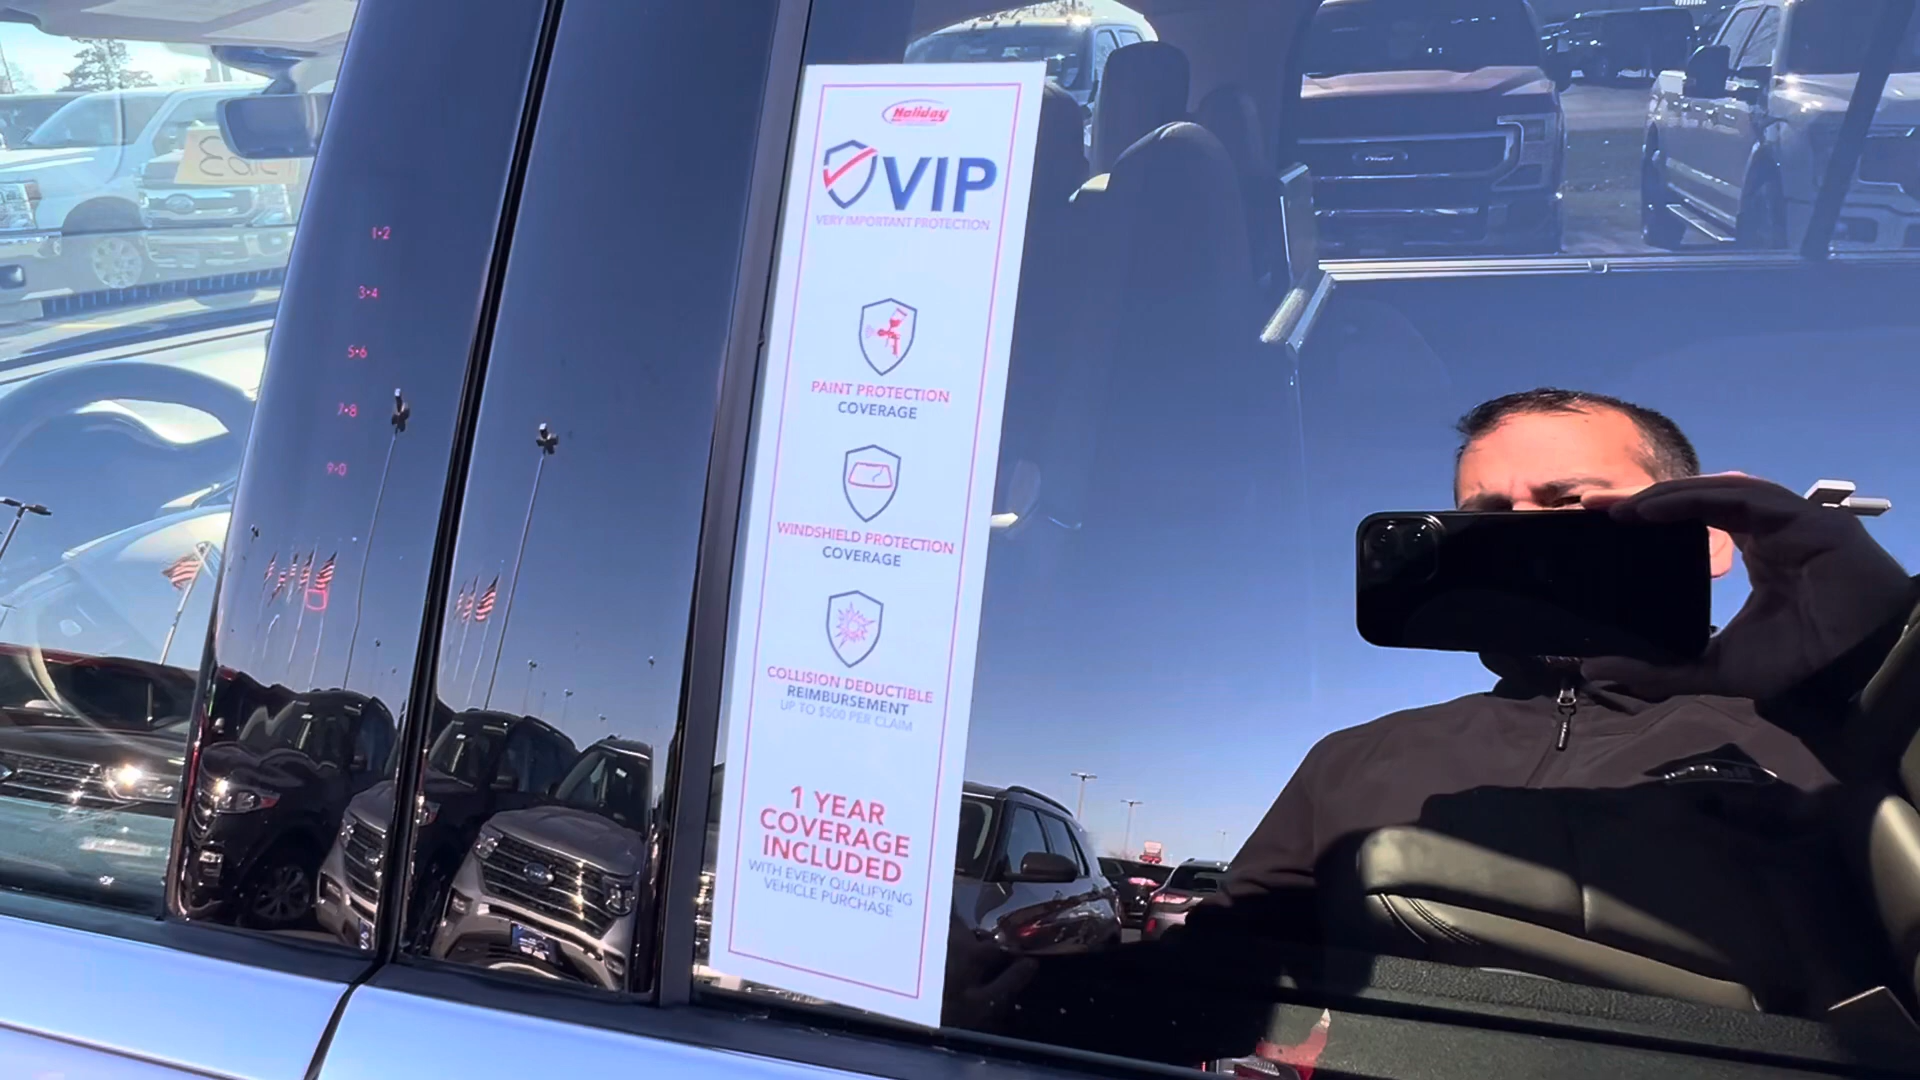 Holiday
VIP
VERY IMPORTANT PROTECTION
PAINT PROTECTION
COVERAGE
WINDSHIELD PROTECTION
COVERAGE
COLLISION DEDUCTIBLE
REIMBURSEMENT
UP TO $500 PER CLAIM
1 YEAR
COVERAGE
INCLUDED
WITH EVERY QUALIFYING
VEHICLE PURCHASE
1•2
3•4
5•6
7•8
9•0
Ford